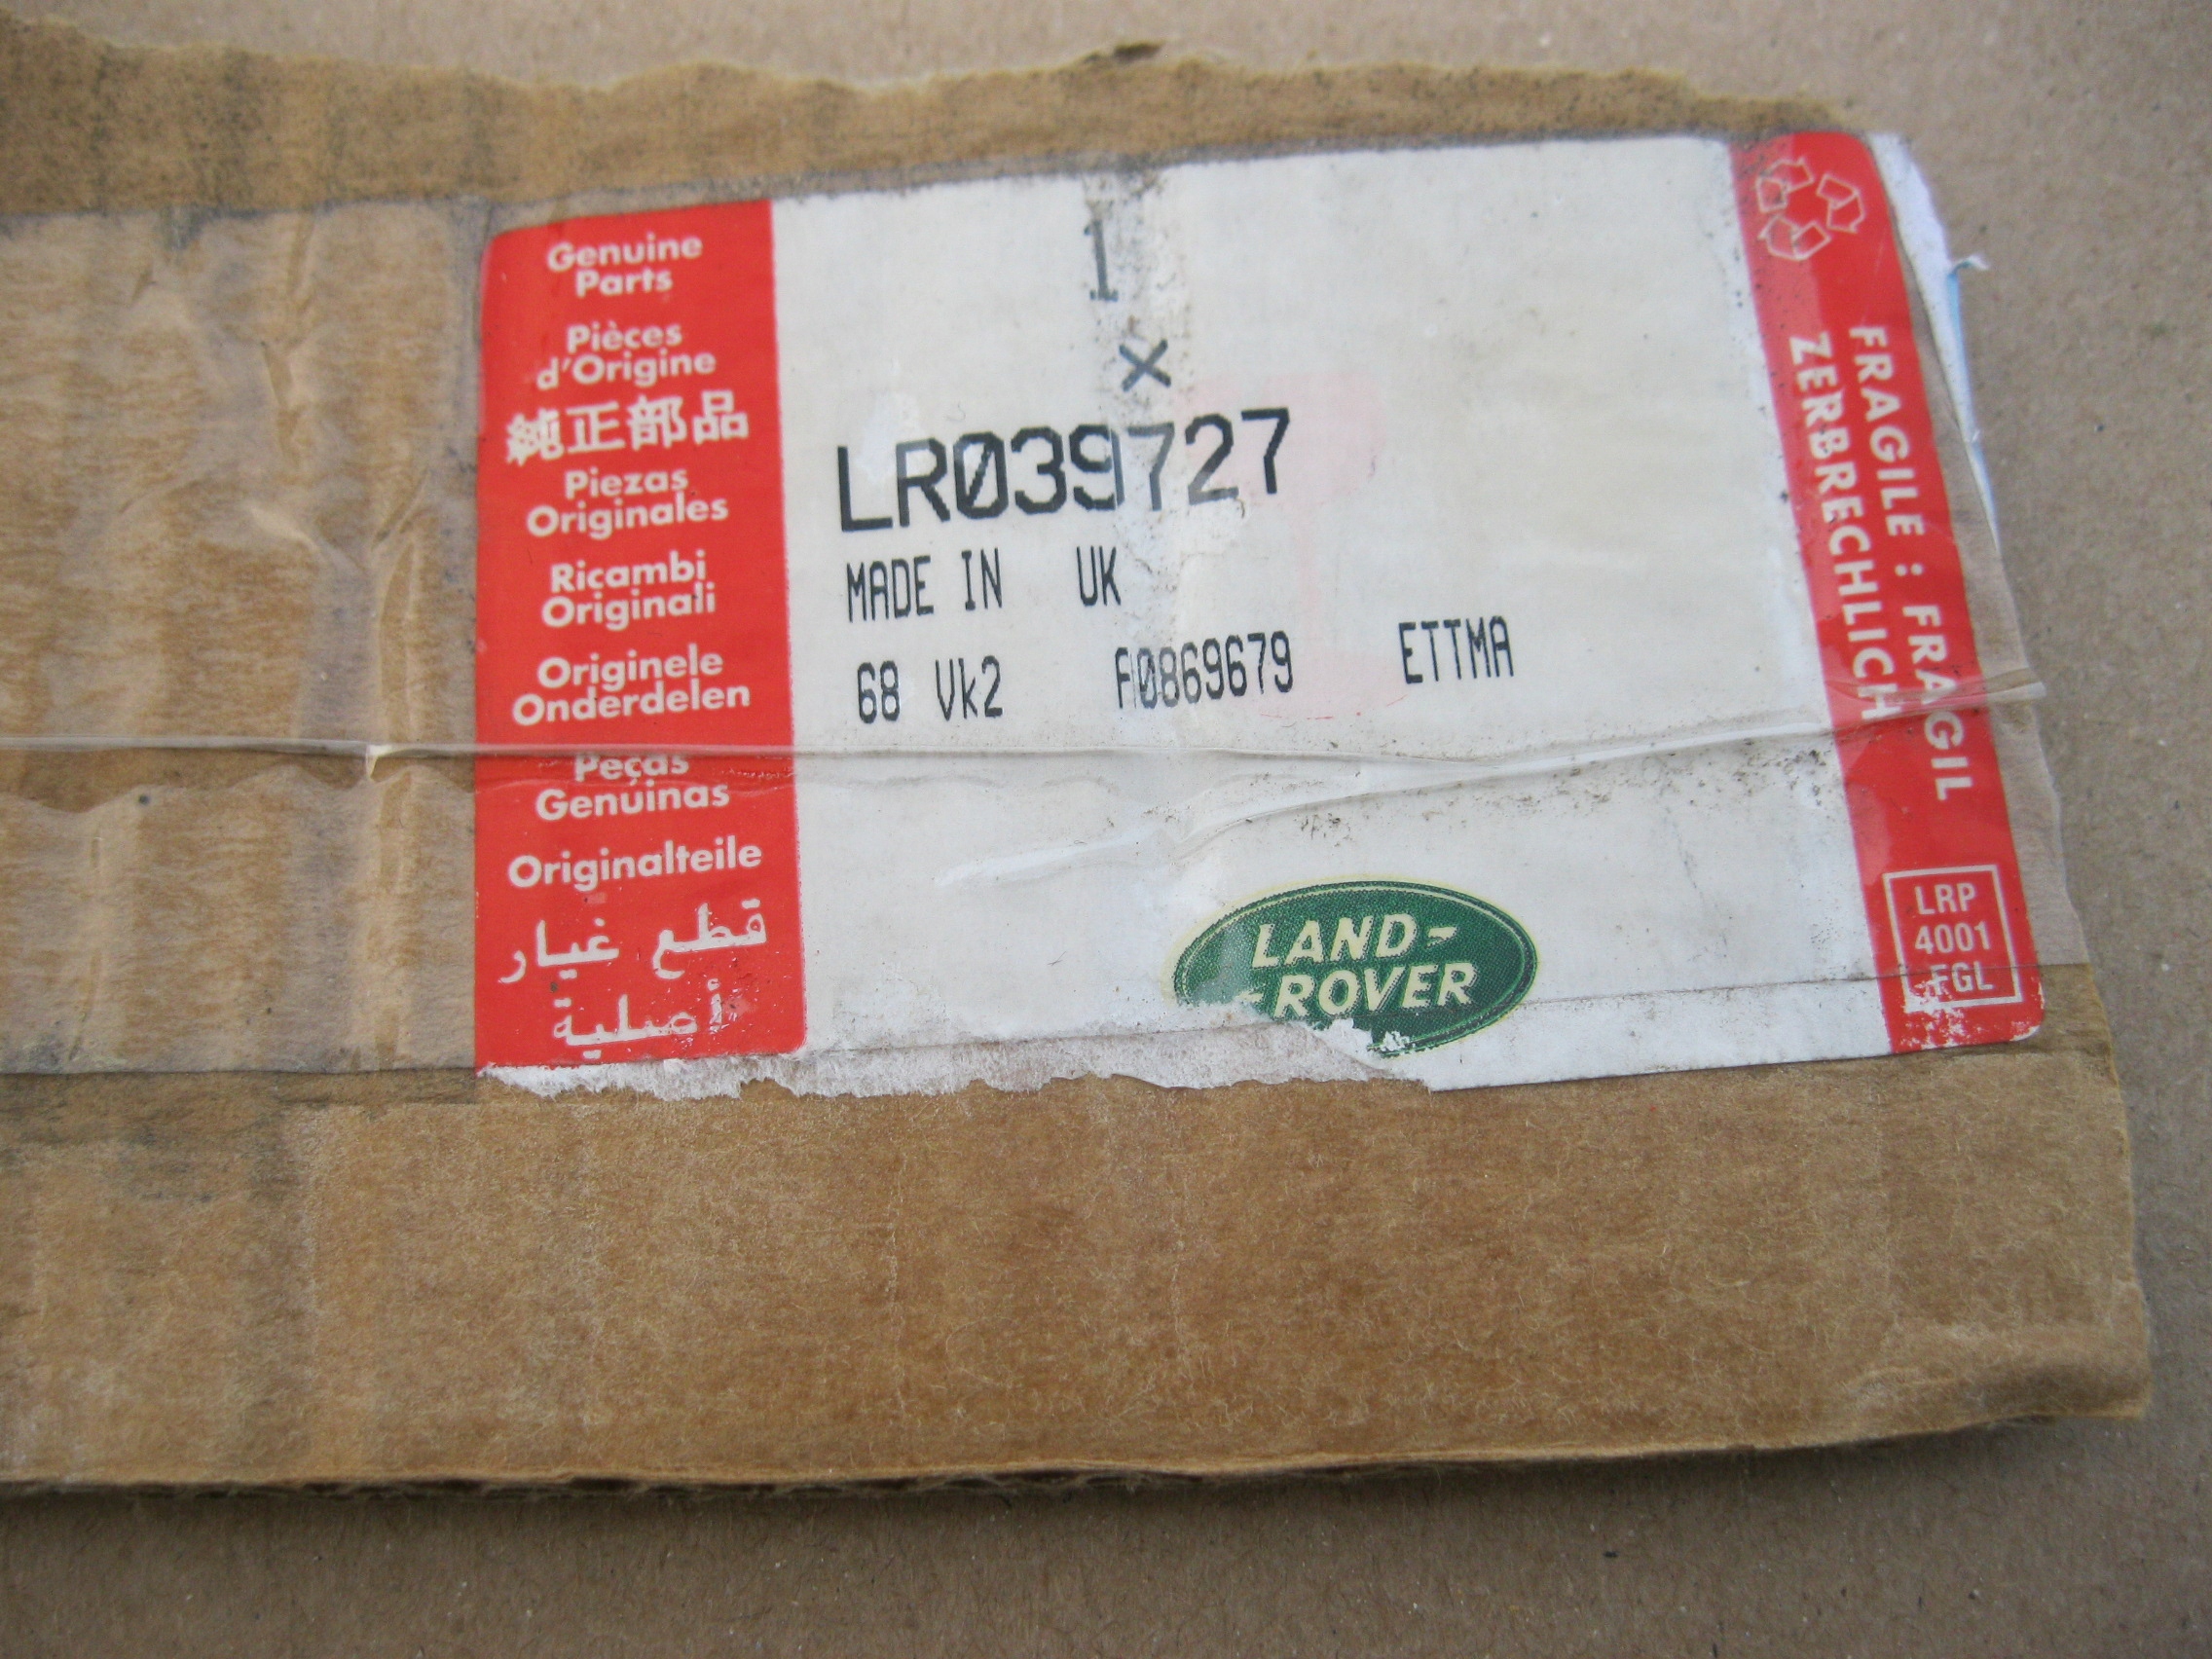 Genuine
Parts
Pièces
d'Origine
純正部品
Piezas
Originales
Ricambi
Originali
Originele
Onderdelen
Peças
Genuinas
Originalteile
قطع غيار
أصلية
1
x
LR039727
MADE IN UK
68 Vk2 A0869679 ETTMA
LAND-
-ROVER
FRAGILE : FRAGIL
ZERBRECHLICH
LRP
4001
FGL